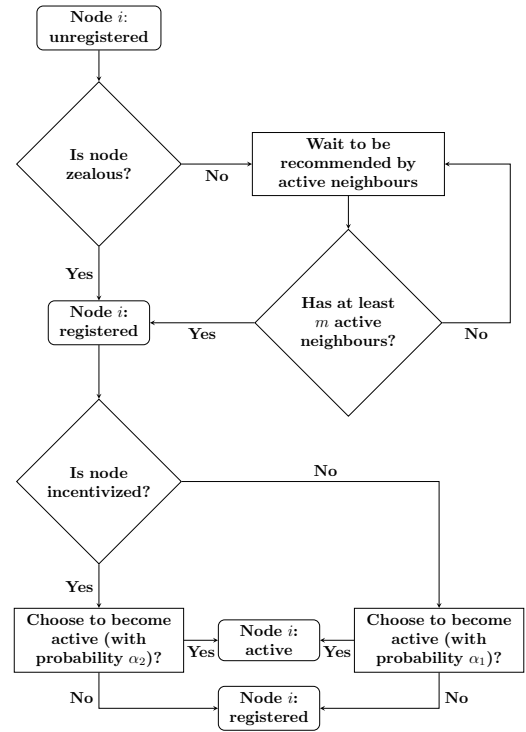 Node i:
unregistered
Is node
zealous?
No
Wait to be
recommended by
active neighbours
Yes
Node i:
registered
Yes
Has at least
m active
neighbours?
No
Is node
incentivized?
No
Yes
Choose to become
active (with
probability α₂)?
Yes
Node i:
active
Yes
Choose to become
active (with
probability α₁)?
No
Node i:
registered
No